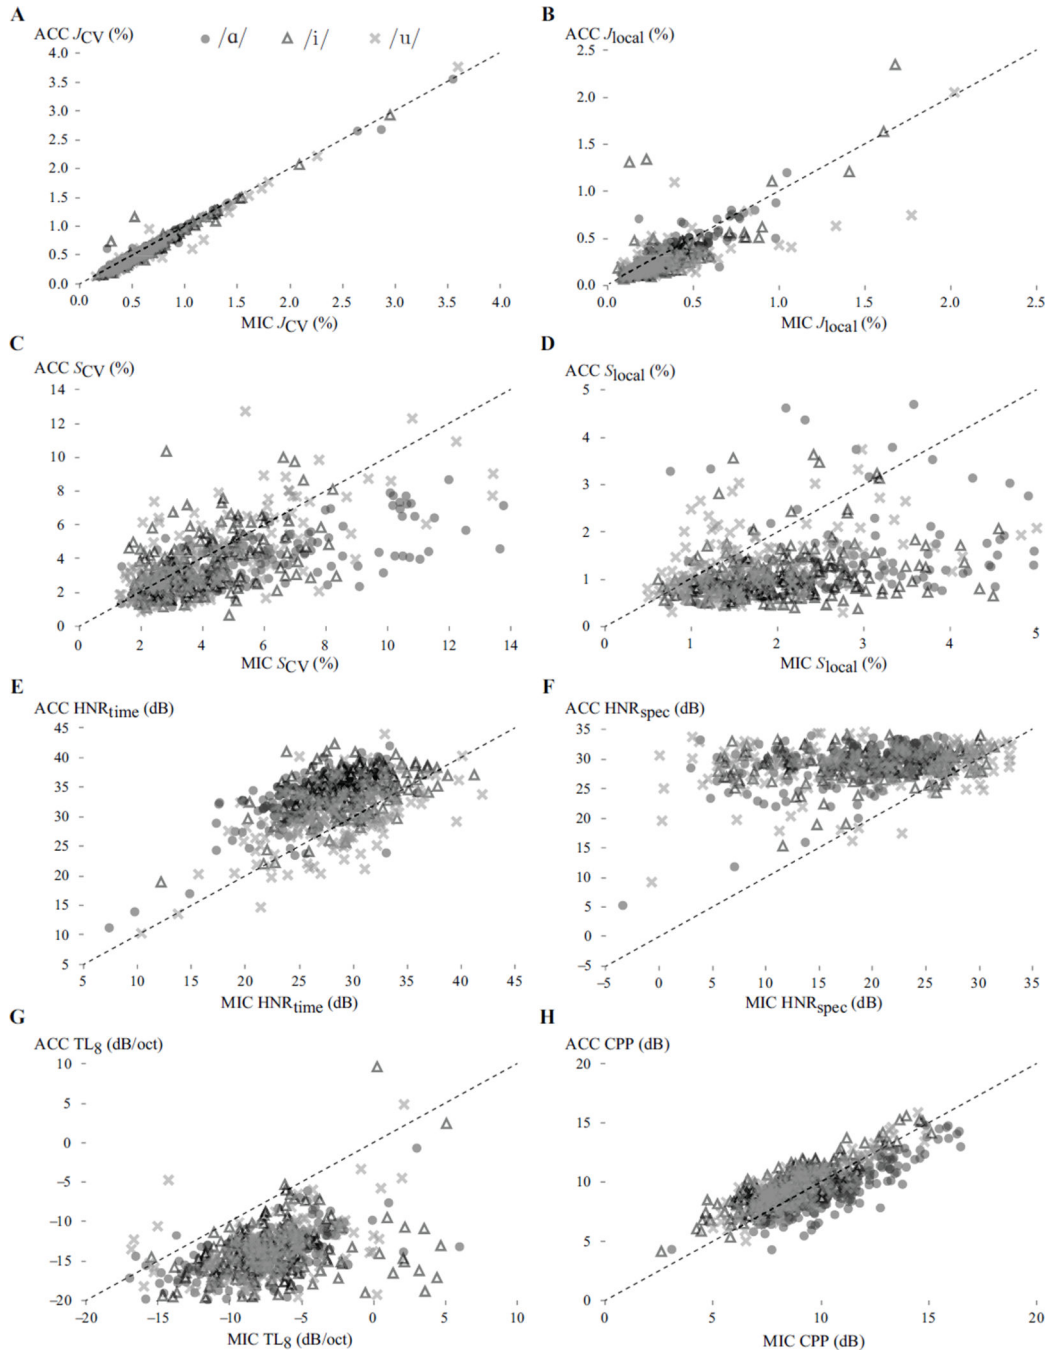 A
B
ACC JCV (%)
/ɑ/ /i/ /u/
ACC Jlocal (%)
4.0
3.5
3.0
2.5
2.0
1.5
1.0
0.5
0.0
0.0 0.5 1.0 1.5 2.0 2.5 3.0 3.5 4.0
MIC JCV (%)
2.5
2.0
1.5
1.0
0.5
0.0
0.0 0.5 1.0 1.5 2.0 2.5
MIC Jlocal (%)
C
D
ACC SCV (%)
ACC Slocal (%)
14
12
10
8
6
4
2
0
0 2 4 6 8 10 12 14
MIC SCV (%)
5
4
3
2
1
0
0 1 2 3 4 5
MIC Slocal (%)
E
F
ACC HNRtime (dB)
ACC HNRspec (dB)
45
40
35
30
25
20
15
10
5
5 15 25 35 45
MIC HNRtime (dB)
35
30
25
20
15
10
5
0
–5
–5 0 5 10 15 20 25 30 35
MIC HNRspec (dB)
G
H
ACC TL8 (dB/oct)
ACC CPP (dB)
10
5
0
–5
–10
–15
–20
–20 –15 –10 –5 0 5 10
MIC TL8 (dB/oct)
20
15
10
5
0
0 5 10 15 20
MIC CPP (dB)